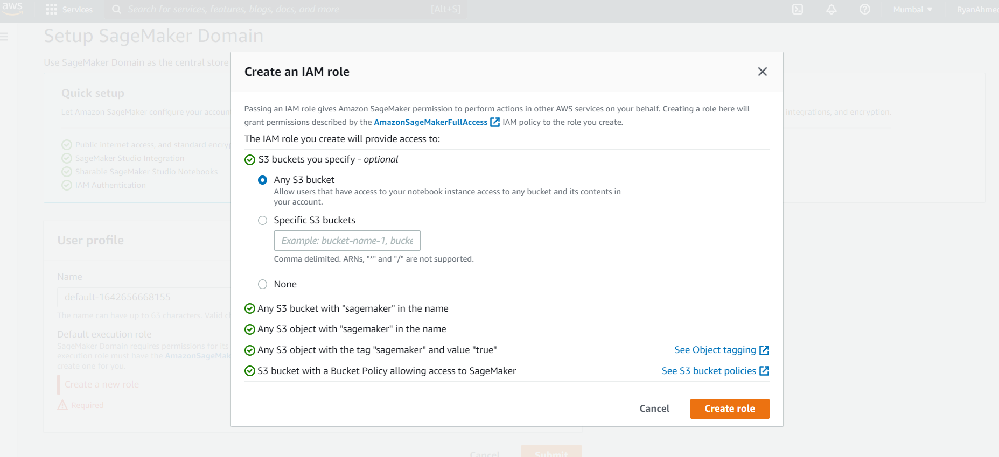 aws
Services
Search for services, features, blogs, docs, and more
[Alt+S]
Mumbai
RyanAhmed
Setup SageMaker Domain
Use SageMaker Domain as the central store
Quick setup
Let Amazon SageMaker configure your account
Public internet access, and standard encryp
SageMaker Studio Integration
Sharable SageMaker Studio Notebooks
IAM Authentication
integrations, and encryption.
User profile
Name
default-1642656668155
The name can have up to 63 characters. Valid c
Default execution role
SageMaker Domain requires permissions for its
execution role must have the AmazonSageMak
create one for you.
Create a new role
Required
Cancel
Submit
Create an IAM role
Passing an IAM role gives Amazon SageMaker permission to perform actions in other AWS services on your behalf. Creating a role here will
grant permissions described by the AmazonSageMakerFullAccess IAM policy to the role you create.
The IAM role you create will provide access to:
S3 buckets you specify - optional
Any S3 bucket
Allow users that have access to your notebook instance access to any bucket and its contents in
your account.
Specific S3 buckets
Example: bucket-name-1, bucke
Comma delimited. ARNs, "*" and "/" are not supported.
None
Any S3 bucket with "sagemaker" in the name
Any S3 object with "sagemaker" in the name
Any S3 object with the tag "sagemaker" and value "true"
See Object tagging
S3 bucket with a Bucket Policy allowing access to SageMaker
See S3 bucket policies
Cancel
Create role